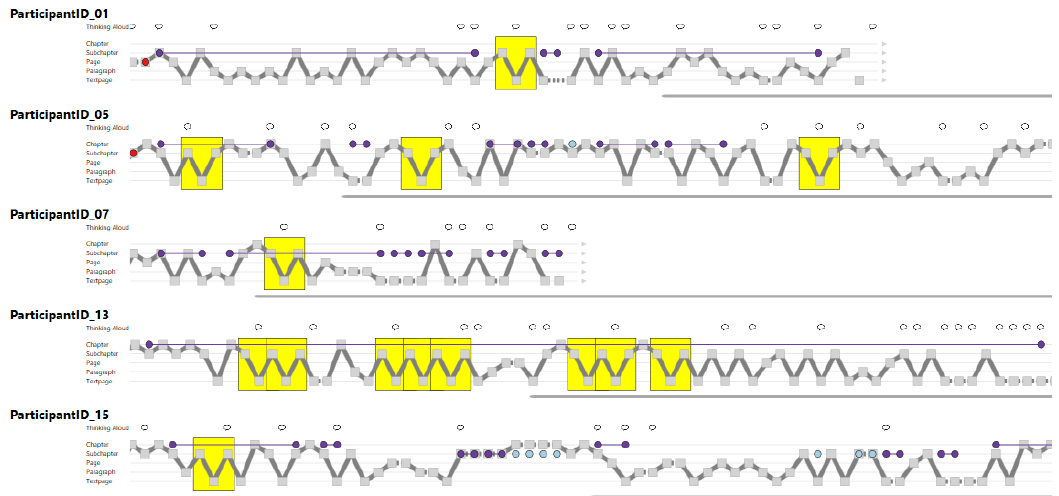 ParticipantID_01
Thinking Aloud
Chapter
Subchapter
Page
Paragraph
Textpage
ParticipantID_05
Thinking Aloud
Chapter
Subchapter
Page
Paragraph
Textpage
ParticipantID_07
Thinking Aloud
Chapter
Subchapter
Page
Paragraph
Textpage
ParticipantID_13
Thinking Aloud
Chapter
Subchapter
Page
Paragraph
Textpage
ParticipantID_15
Thinking Aloud
Chapter
Subchapter
Page
Paragraph
Textpage